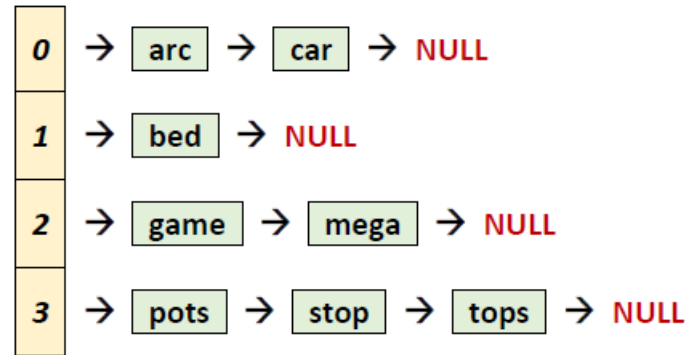 0 → arc → car → NULL
1 → bed → NULL
2 → game → mega → NULL
3 → pots → stop → tops → NULL